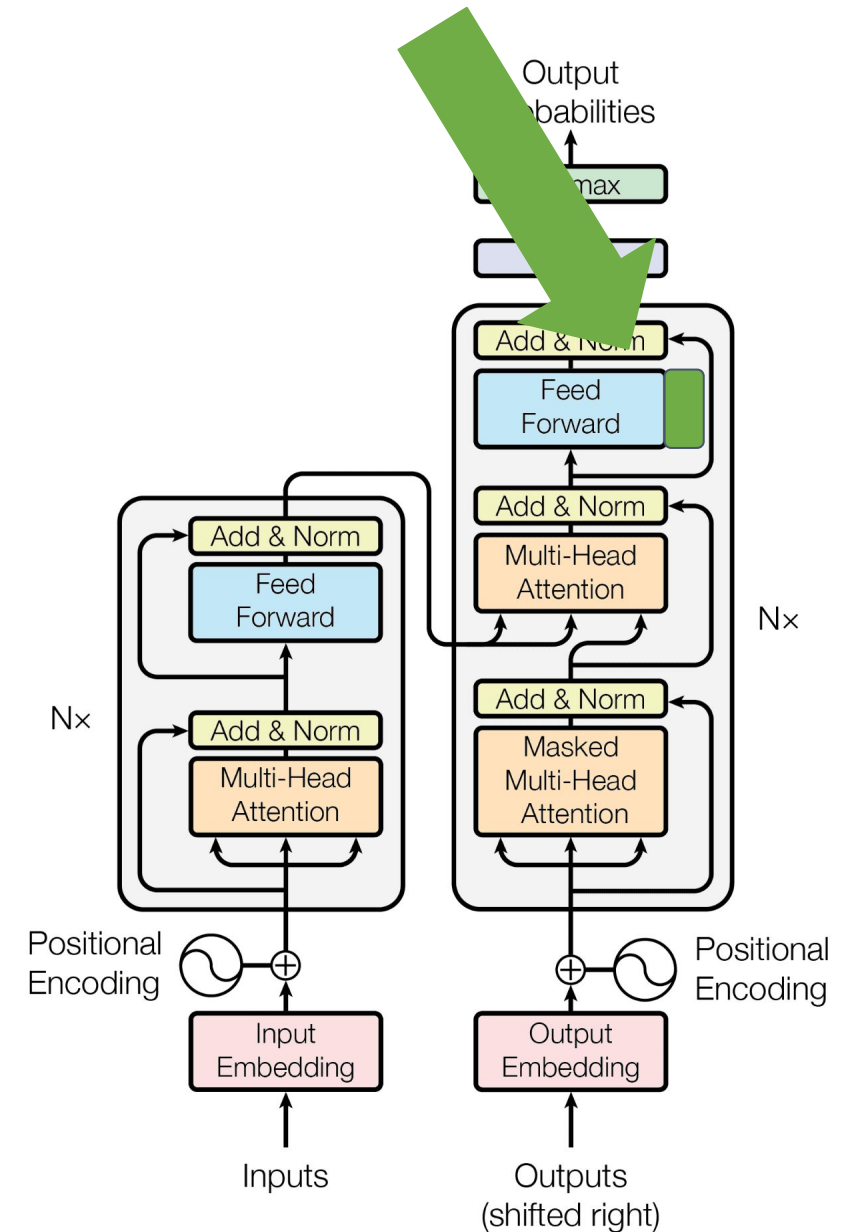 Output
babilities
max
Add & Norm
Feed
Forward
Add & Norm
Multi-Head
Attention
Nx
Add & Norm
Masked
Multi-Head
Attention
Add & Norm
Feed
Forward
Nx
Add & Norm
Multi-Head
Attention
Positional
Encoding
Positional
Encoding
Input
Embedding
Output
Embedding
Inputs
Outputs
(shifted right)